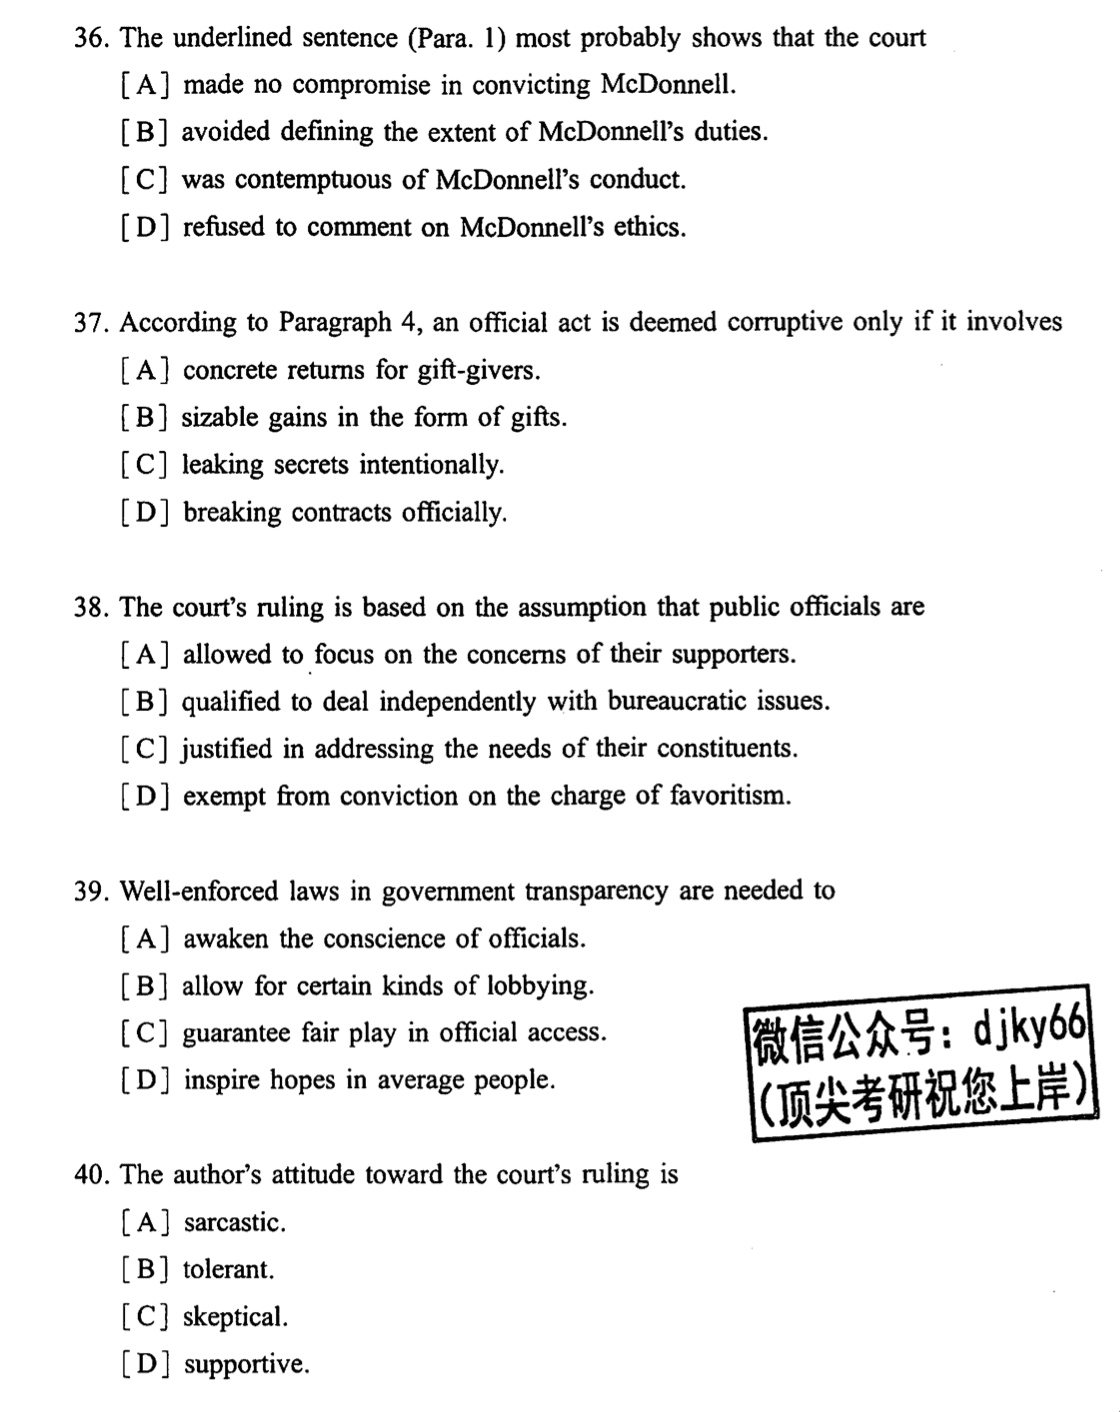 36. The underlined sentence (Para. 1) most probably shows that the court
[A] made no compromise in convicting McDonnell.
[B] avoided defining the extent of McDonnell's duties.
[C] was contemptuous of McDonnell's conduct.
[D] refused to comment on McDonnell's ethics.
37. According to Paragraph 4, an official act is deemed corruptive only if it involves
[A] concrete returns for gift-givers.
[B] sizable gains in the form of gifts.
[C] leaking secrets intentionally.
[D] breaking contracts officially.
38. The court's ruling is based on the assumption that public officials are
[A] allowed to focus on the concerns of their supporters.
[B] qualified to deal independently with bureaucratic issues.
[C] justified in addressing the needs of their constituents.
[D] exempt from conviction on the charge of favoritism.
39. Well-enforced laws in government transparency are needed to
[A] awaken the conscience of officials.
[B] allow for certain kinds of lobbying.
[C] guarantee fair play in official access.
[D] inspire hopes in average people.
微信公众号: djky66
(顶尖考研祝您上岸)
40. The author's attitude toward the court's ruling is
[A] sarcastic.
[B] tolerant.
[C] skeptical.
[D] supportive.